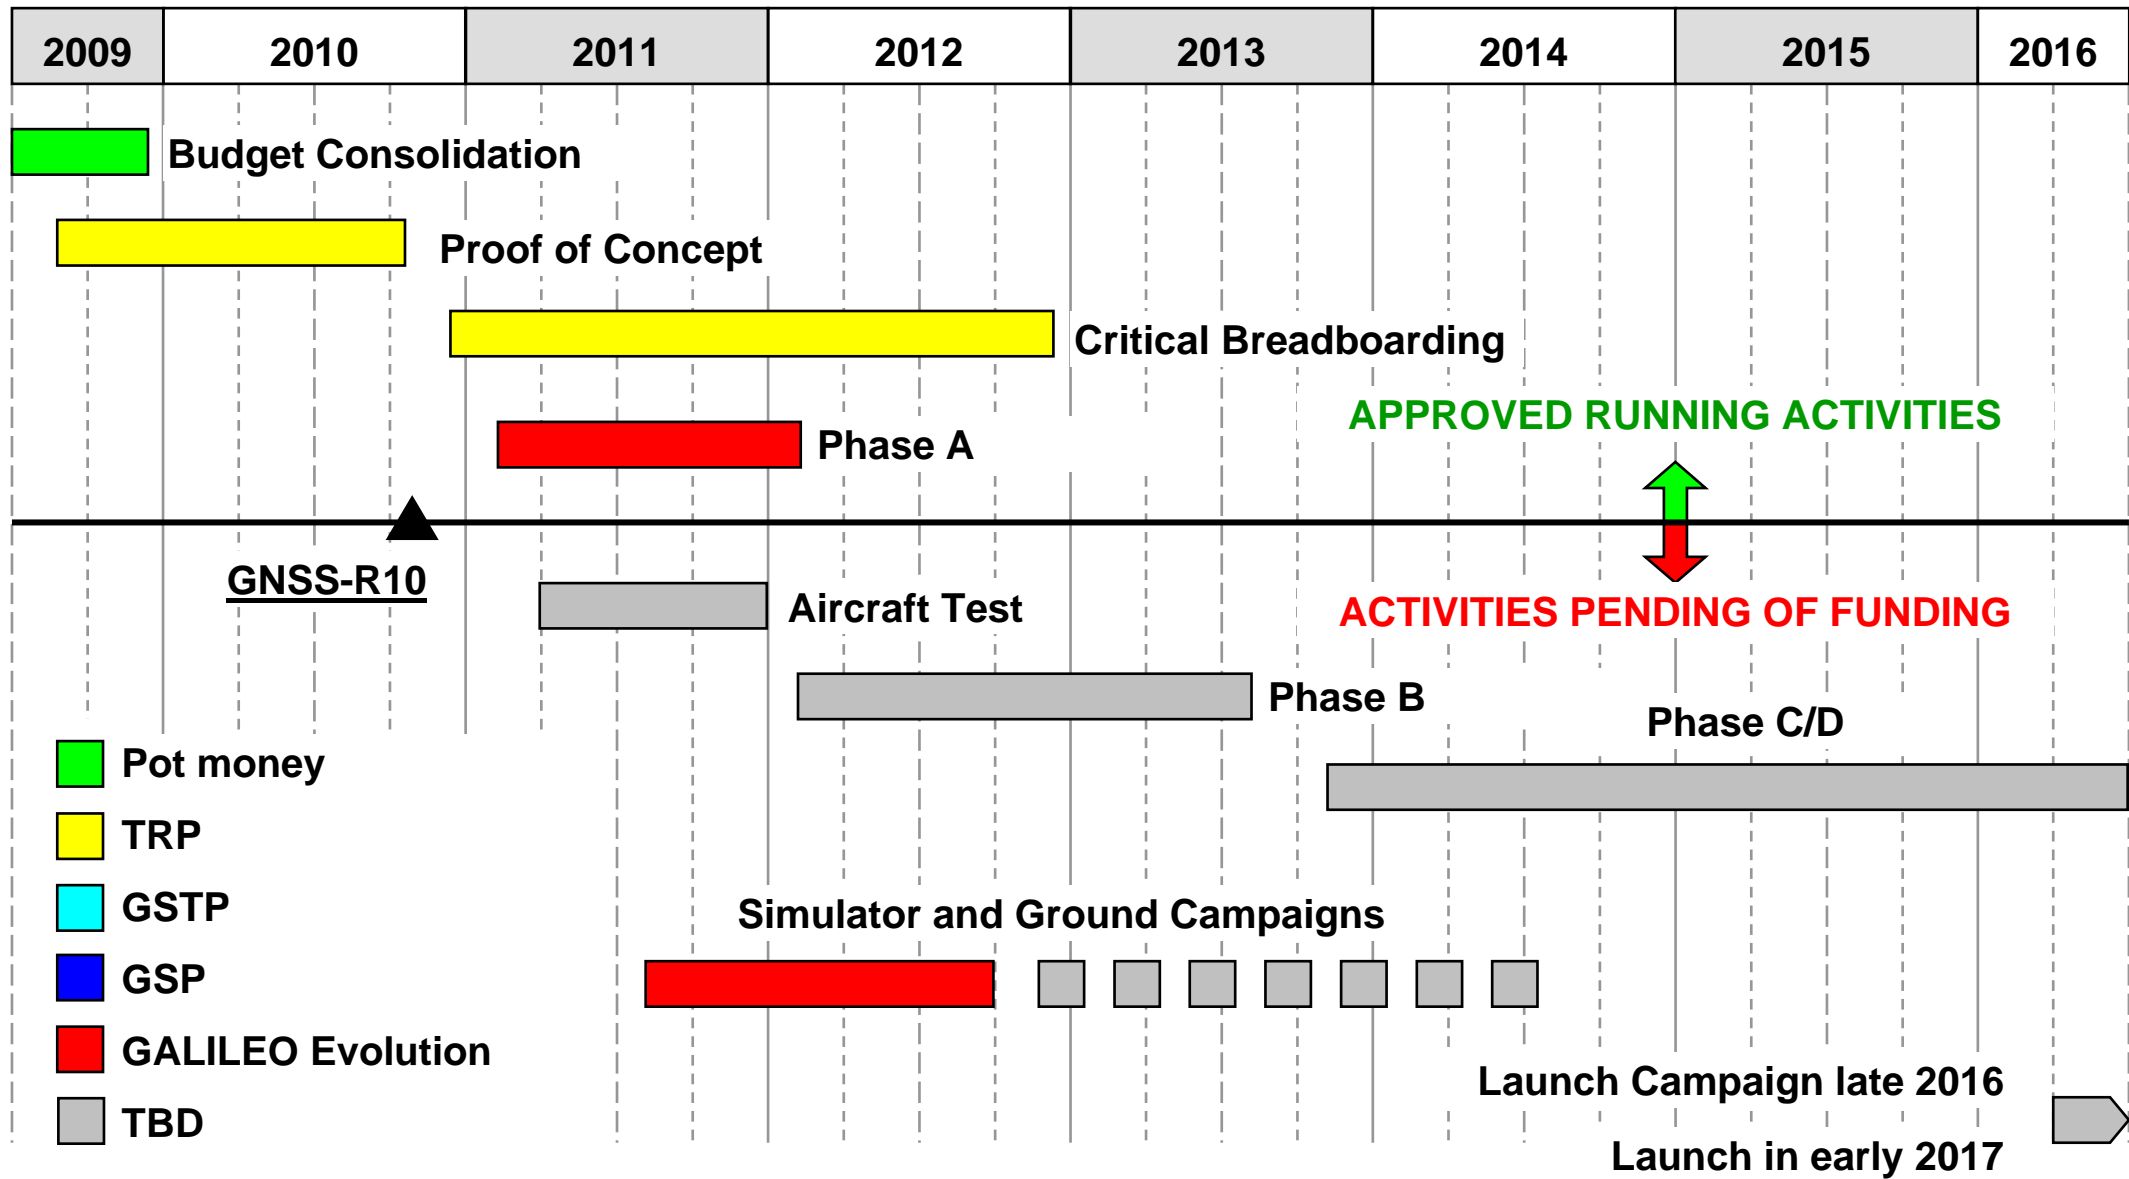 2009 2010 2011 2012 2013 2014 2015 2016
Budget Consolidation
Proof of Concept
Critical Breadboarding
APPROVED RUNNING ACTIVITIES
Phase A
GNSS-R10
Aircraft Test
ACTIVITIES PENDING OF FUNDING
Phase B
Phase C/D
Pot money
TRP
GSTP
Simulator and Ground Campaigns
GSP
GALILEO Evolution
Launch Campaign late 2016
TBD
Launch in early 2017